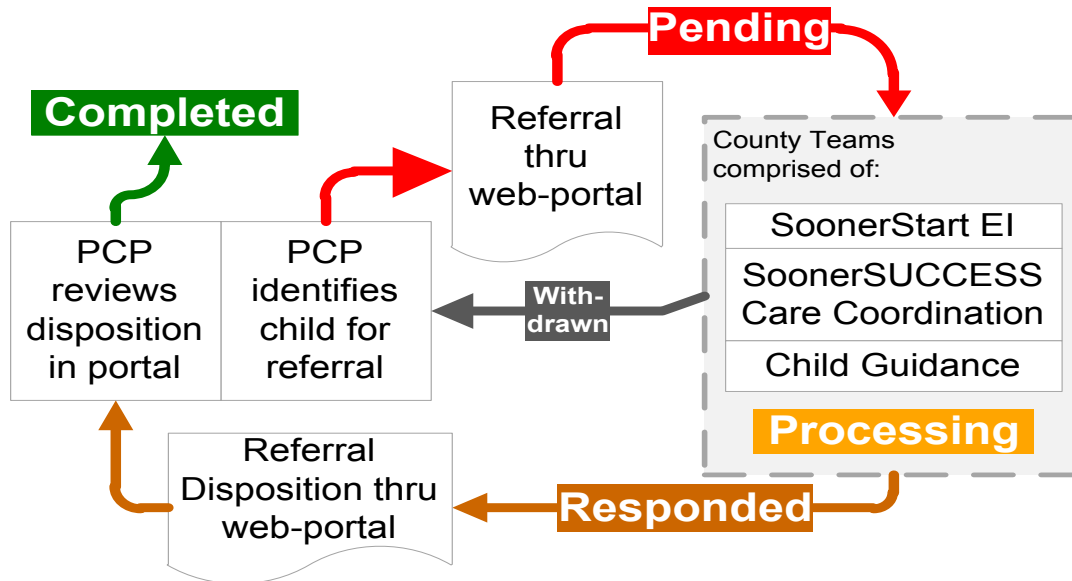 Pending
Completed
Referral
thru
web-portal
County Teams
comprised of:
SoonerStart EI
SoonerSUCCESS
Care Coordination
Child Guidance
Processing
PCP
reviews
disposition
in portal
PCP
identifies
child for
referral
With-
drawn
Referral
Disposition thru
web-portal
Responded